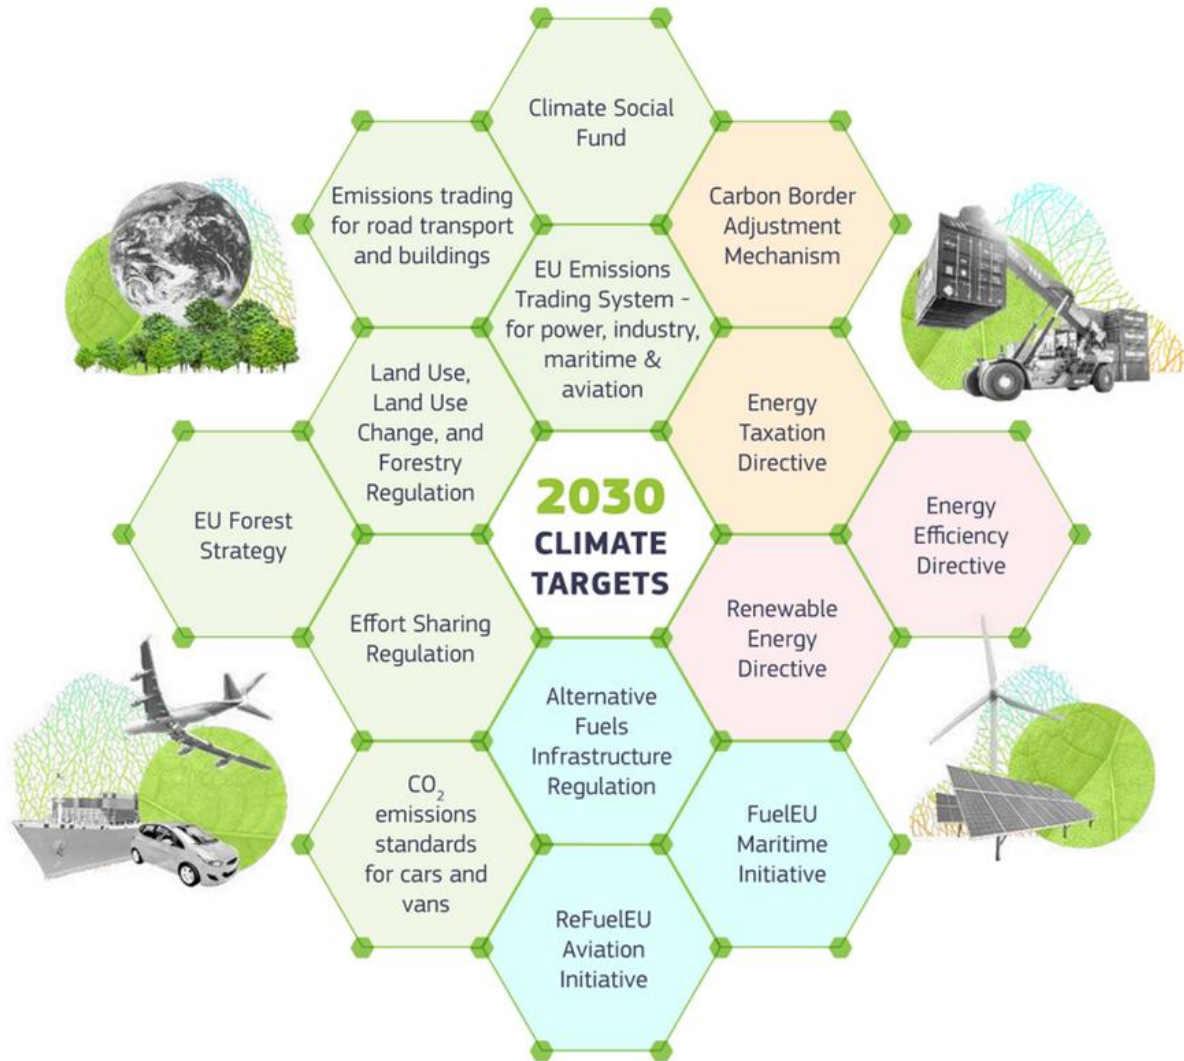 Climate Social
Fund
Emissions trading
for road transport
and buildings
Carbon Border
Adjustment
Mechanism
EU Emissions
Trading System -
for power, industry,
maritime &
aviation
Land Use,
Land Use
Change, and
Forestry
Regulation
Energy
Taxation
Directive
EU Forest
Strategy
2030
CLIMATE
TARGETS
Energy
Efficiency
Directive
Effort Sharing
Regulation
Renewable
Energy
Directive
Alternative
Fuels
Infrastructure
Regulation
CO₂
emissions
standards
for cars and
vans
FuelEU
Maritime
Initiative
ReFuelEU
Aviation
Initiative